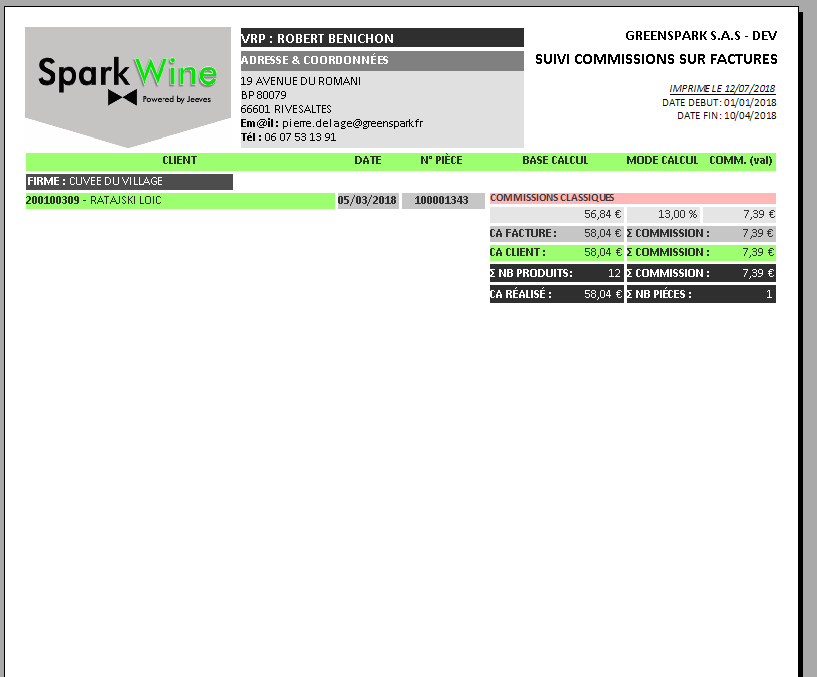 SparkWine
Powered by Jeeves
VRP : ROBERT BENICHON
ADRESSE & COORDONNÉES
19 AVENUE DU ROMANI
BP 80079
66601 RIVESALTES
Em@il : pierre.delage@greenspark.fr
Tél : 06 07 53 13 91
GREENSPARK S.A.S - DEV
SUIVI COMMISSIONS SUR FACTURES
IMPRIME LE 12/07/2018
DATE DEBUT: 01/01/2018
DATE FIN : 10/04/2018
CLIENT DATE N° PIÈCE BASE CALCUL MODE CALCUL COMM. (val)
FIRME : CUVEE DU VILLAGE
200100309 - RATAJSKI LOIC 05/03/2018 100001343 COMMISSIONS CLASSIQUES
56,84 € 13,00 % 7,39 €
CA FACTURE : 58,04 € Σ COMMISSION : 7,39 €
CA CLIENT : 58,04 € Σ COMMISSION : 7,39 €
Σ NB PRODUITS: 12 Σ COMMISSION : 7,39 €
CA RÉALISÉ : 58,04 € Σ NB PIÉCES : 1